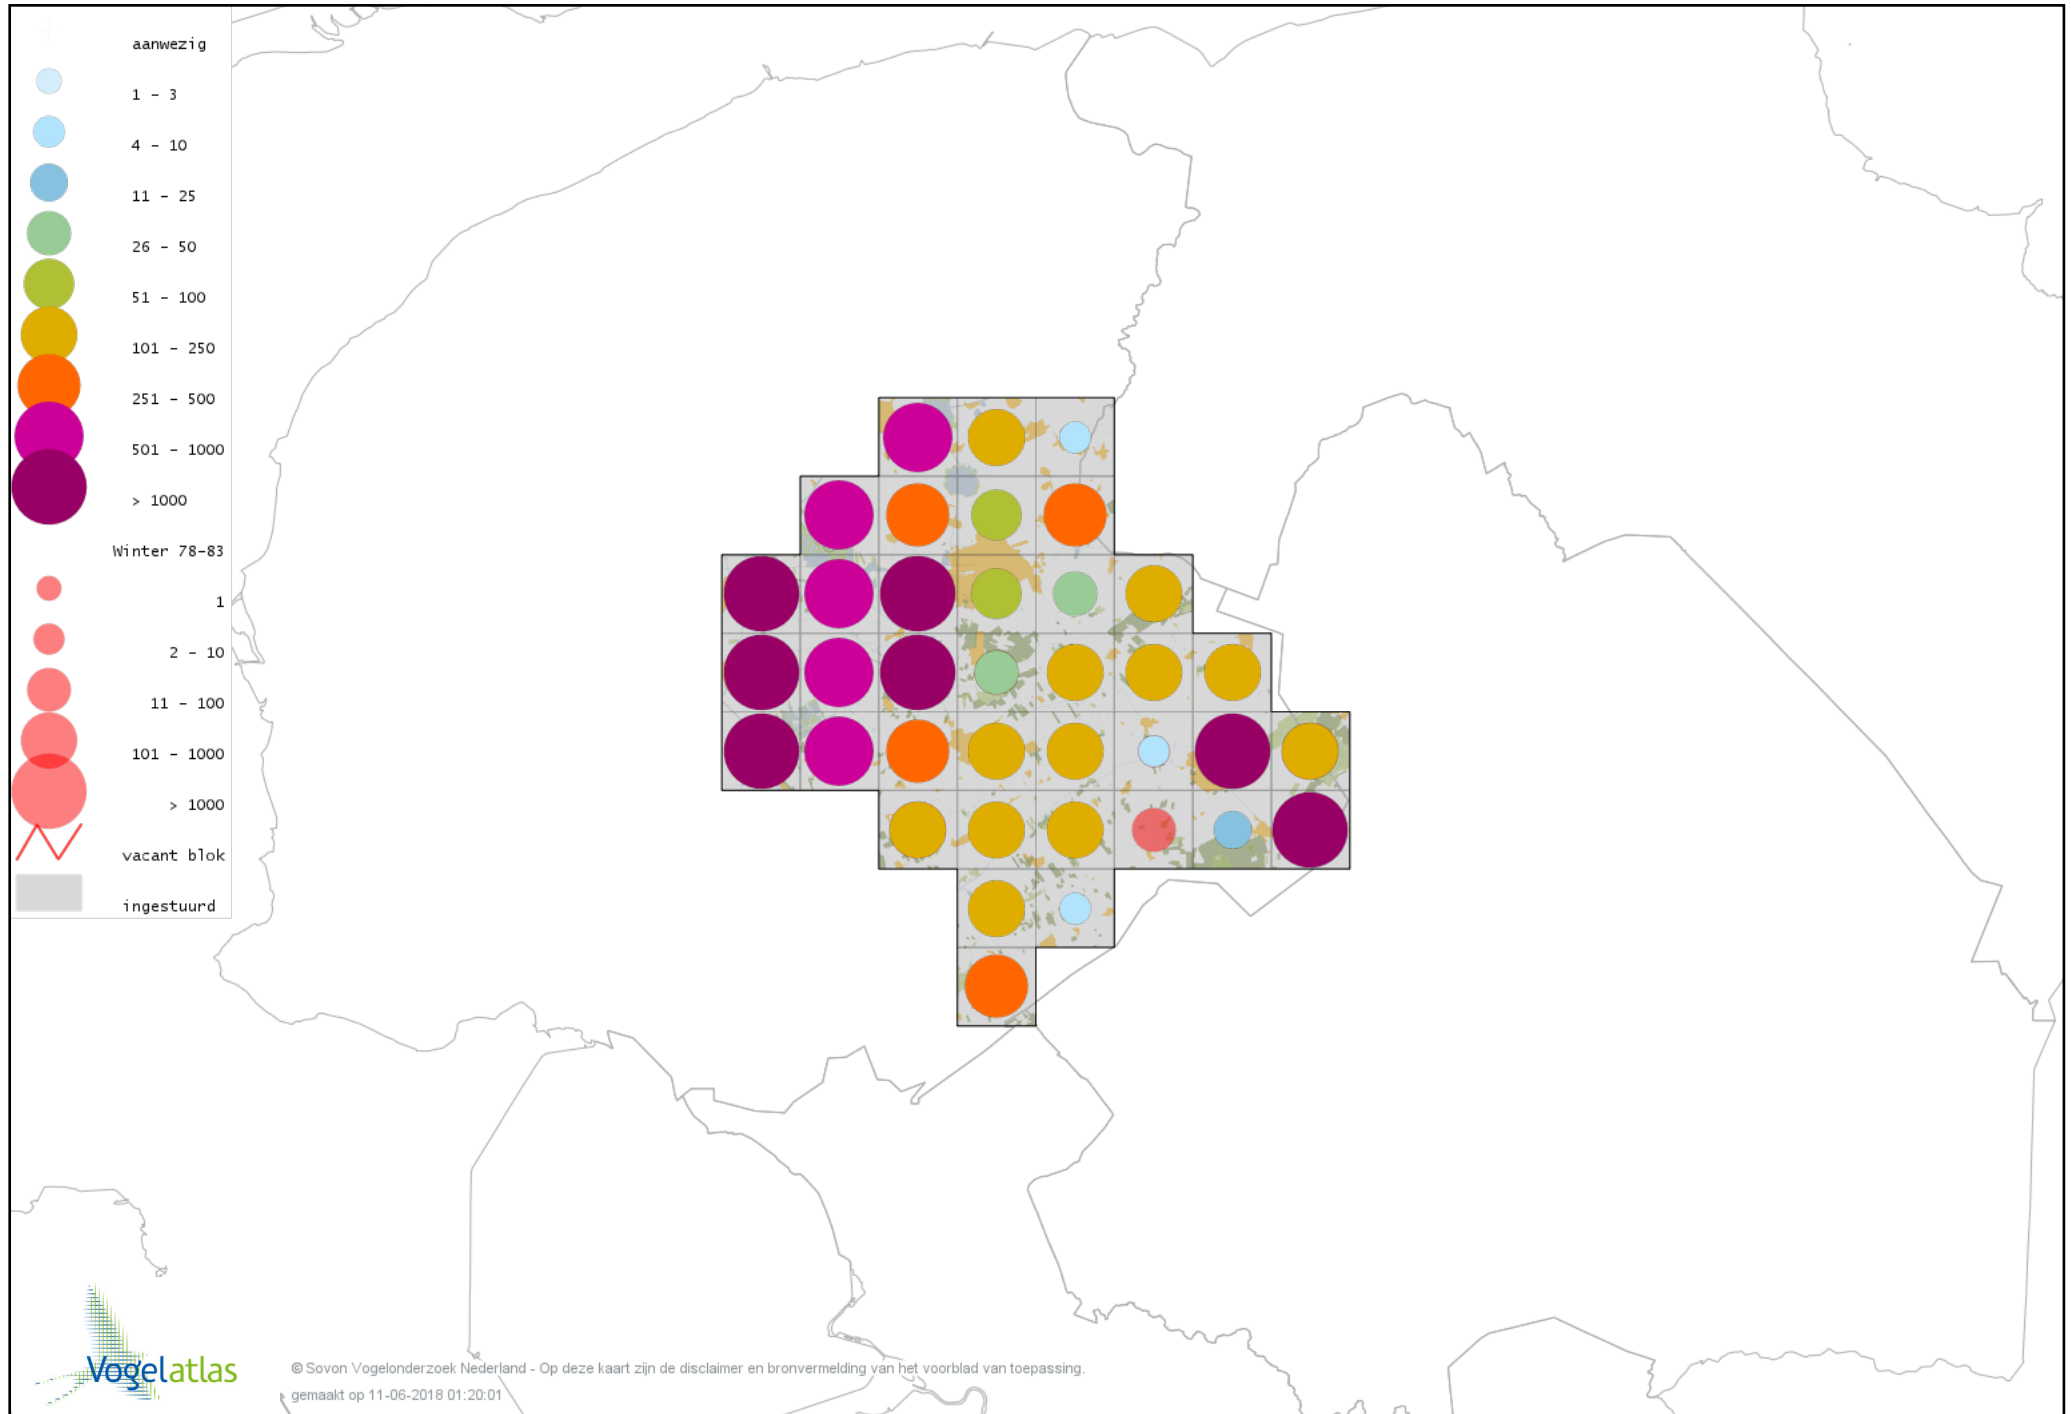 aanwezig
1 - 3
4 - 10
11 - 25
26 - 50
51 - 100
101 - 250
251 - 500
501 - 1000
> 1000
Winter 78-83
1
2 - 10
11 - 100
101 - 1000
> 1000
vacant blok
ingestuurd
Vogelatlas
© Sovon Vogelonderzoek Nederland - Op deze kaart zijn de disclaimer en bronvermelding van het voorblad van toepassing.
gemaakt op 11-06-2018 01:20:01